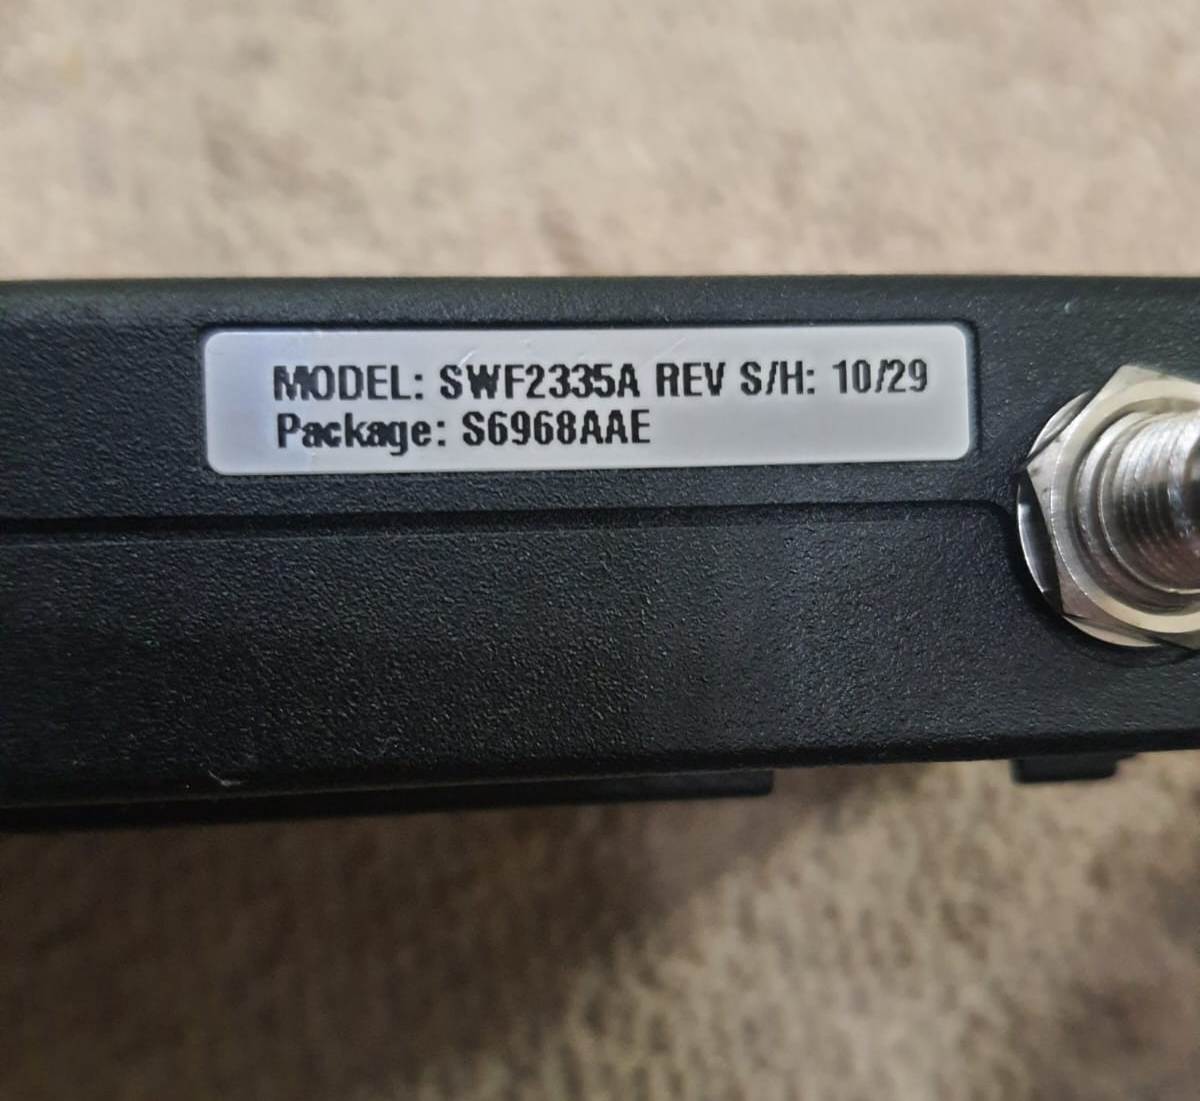 MODEL: SWF2335A REV S/H: 10/29
Package: S6968AAE